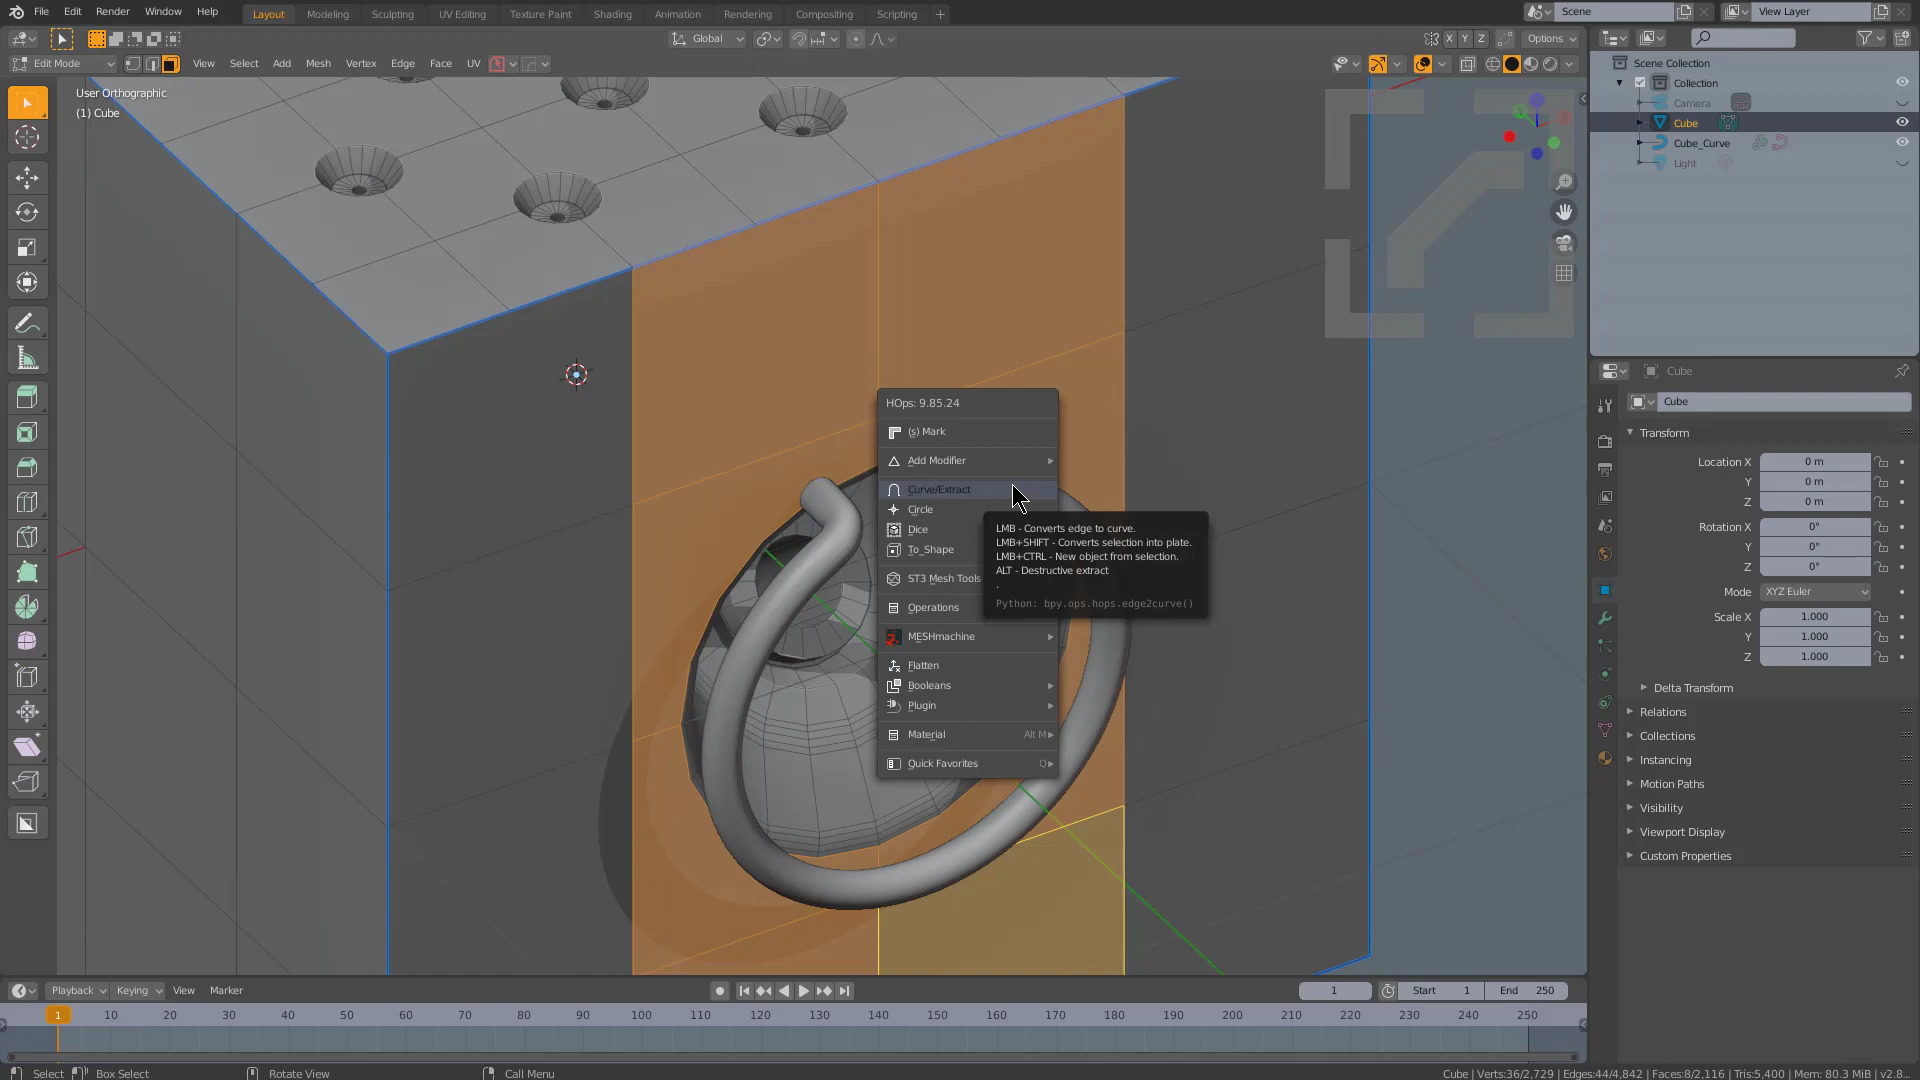 File Edit Render Window Help
Layout Modeling Sculpting UV Editing Texture Paint Shading Animation Rendering Compositing Scripting +
Scene
View Layer
Global
X Y Z
Options
Edit Mode
View Select Add Mesh Vertex Edge Face UV
User Orthographic
(1) Cube
Scene Collection
Collection
Camera
Cube
Cube_Curve
Light
HOps: 9.85.24
(s) Mark
Add Modifier
Curve/Extract
Circle
Dice
To_Shape
ST3 Mesh Tools
Operations
MESHmachine
Flatten
Booleans
Plugin
Material Alt M
Quick Favorites Q
LMB - Converts edge to curve.
LMB+SHIFT - Converts selection into plate.
LMB+CTRL - New object from selection.
ALT - Destructive extract
.
Python: bpy.ops.hops.edge2curve()
Cube
Cube
Transform
Location X 0 m
Y 0 m
Z 0 m
Rotation X 0°
Y 0°
Z 0°
Mode XYZ Euler
Scale X 1.000
Y 1.000
Z 1.000
Delta Transform
Relations
Collections
Instancing
Motion Paths
Visibility
Viewport Display
Custom Properties
Playback Keying View Marker
1
Start 1
End 250
1 10 20 30 40 50 60 70 80 90 100 110 120 130 140 150 160 170 180 190 200 210 220 230 240 250
Select Box Select Rotate View Call Menu
Cube | Verts:36/2,729 | Edges:44/4,842 | Faces:8/2,116 | Tris:5,400 | Mem: 80.3 MiB | v2.8...